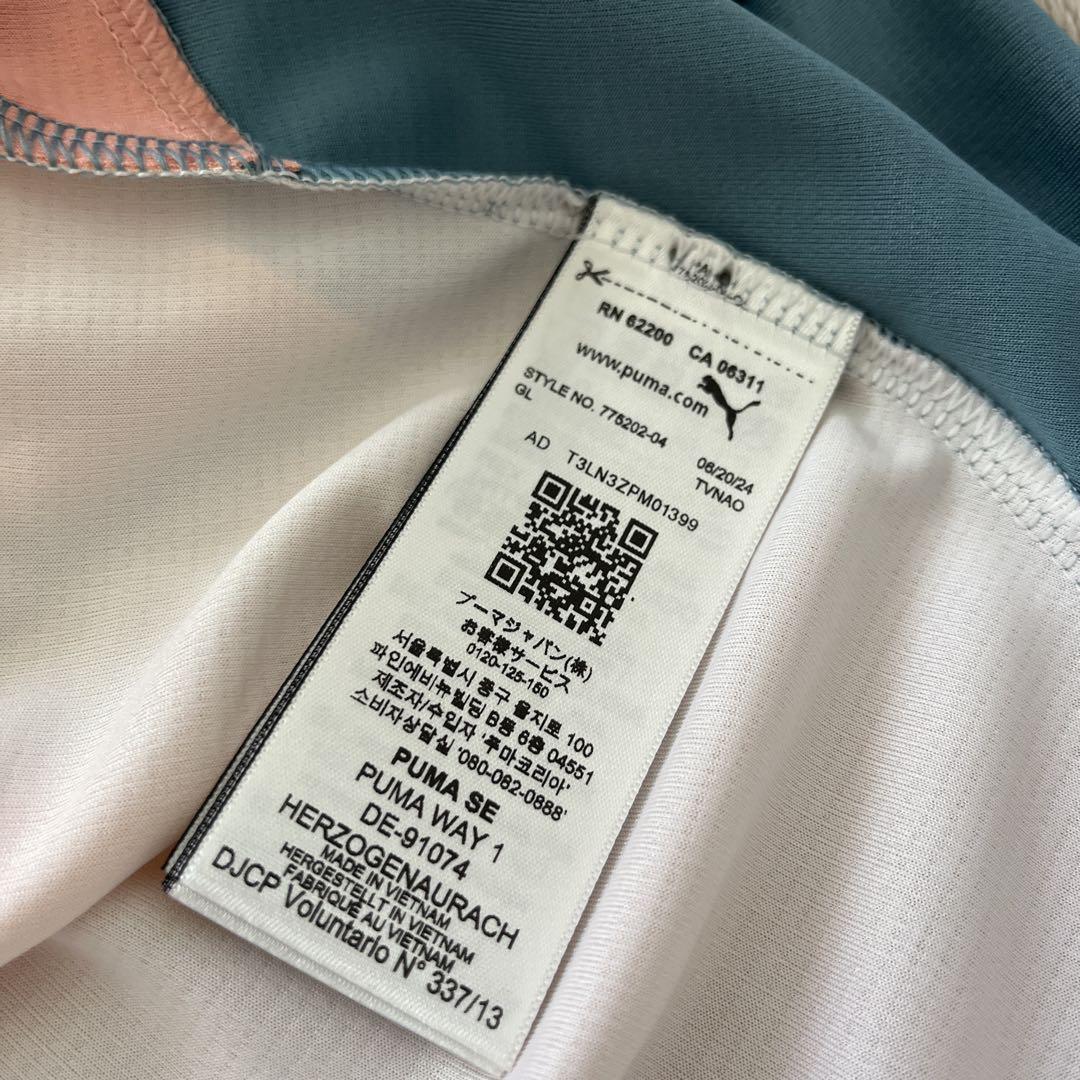 RN 62200 CA 06311
www.puma.com
STYLE NO. 775202-04 06/20/24
GL TVNAO
AD T3LN3ZPM01399
プーマジャパン(株)
お客様サービス
0120-125-150
서울특별시 중구 을지로 100
파인에비뉴빌딩 B동 6층 04551
제조자/수입자 '푸마코리아'
소비자상담실 '080-062-0888'
PUMA SE
PUMA WAY 1
DE-91074
HERZOGENAURACH
MADE IN VIETNAM
HERGESTELLT IN VIETNAM
FABRIQUÉ AU VIETNAM
DJCP Voluntario N° 337/13